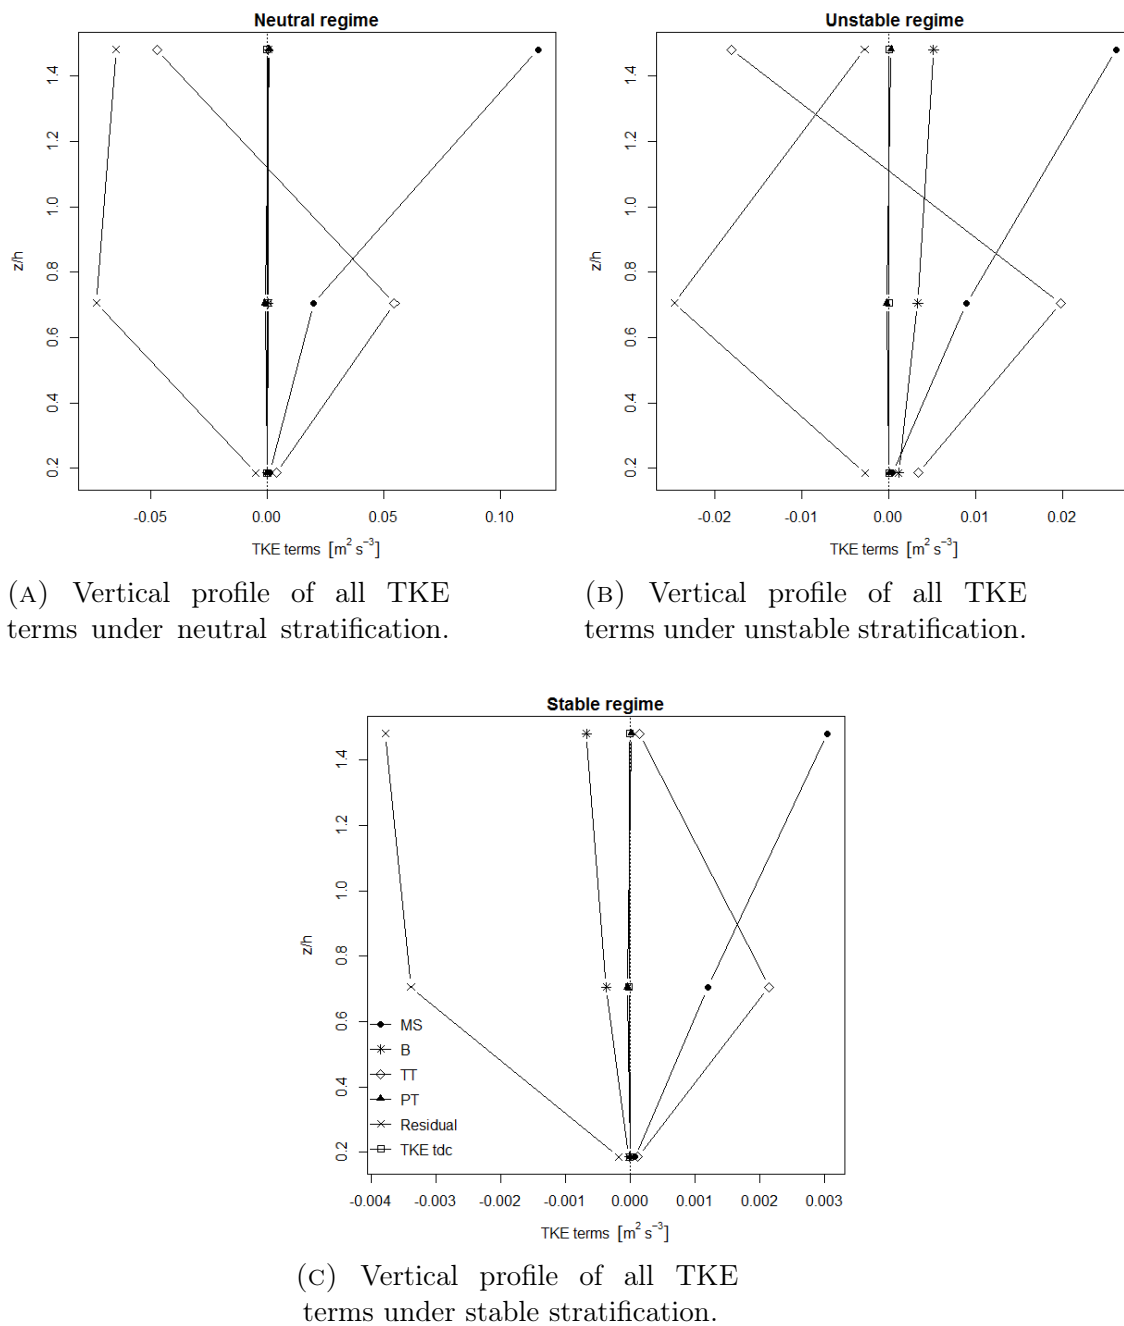 Neutral regime
1.4
1.2
1.0
0.8
0.6
0.4
0.2
z/h
-0.05 0.00 0.05 0.10
TKE terms [m² s⁻³]
(A) Vertical profile of all TKE
terms under neutral stratification.
Unstable regime
1.4
1.2
1.0
0.8
0.6
0.4
0.2
z/h
-0.02 -0.01 0.00 0.01 0.02
TKE terms [m² s⁻³]
(B) Vertical profile of all TKE
terms under unstable stratification.
Stable regime
1.4
1.2
1.0
0.8
0.6
0.4
0.2
z/h
MS
B
TT
PT
Residual
TKE tdc
-0.004 -0.003 -0.002 -0.001 0.000 0.001 0.002 0.003
TKE terms [m² s⁻³]
(C) Vertical profile of all TKE
terms under stable stratification.